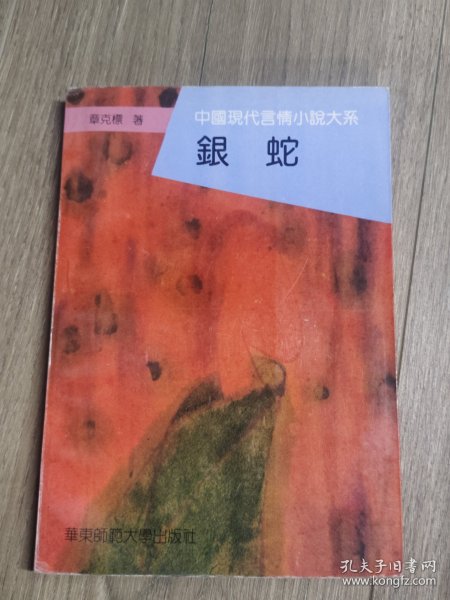 章克標 著
中國現代言情小說大系
銀蛇
華東師範大學出版社
孔夫子旧书网
www.kongfz.com